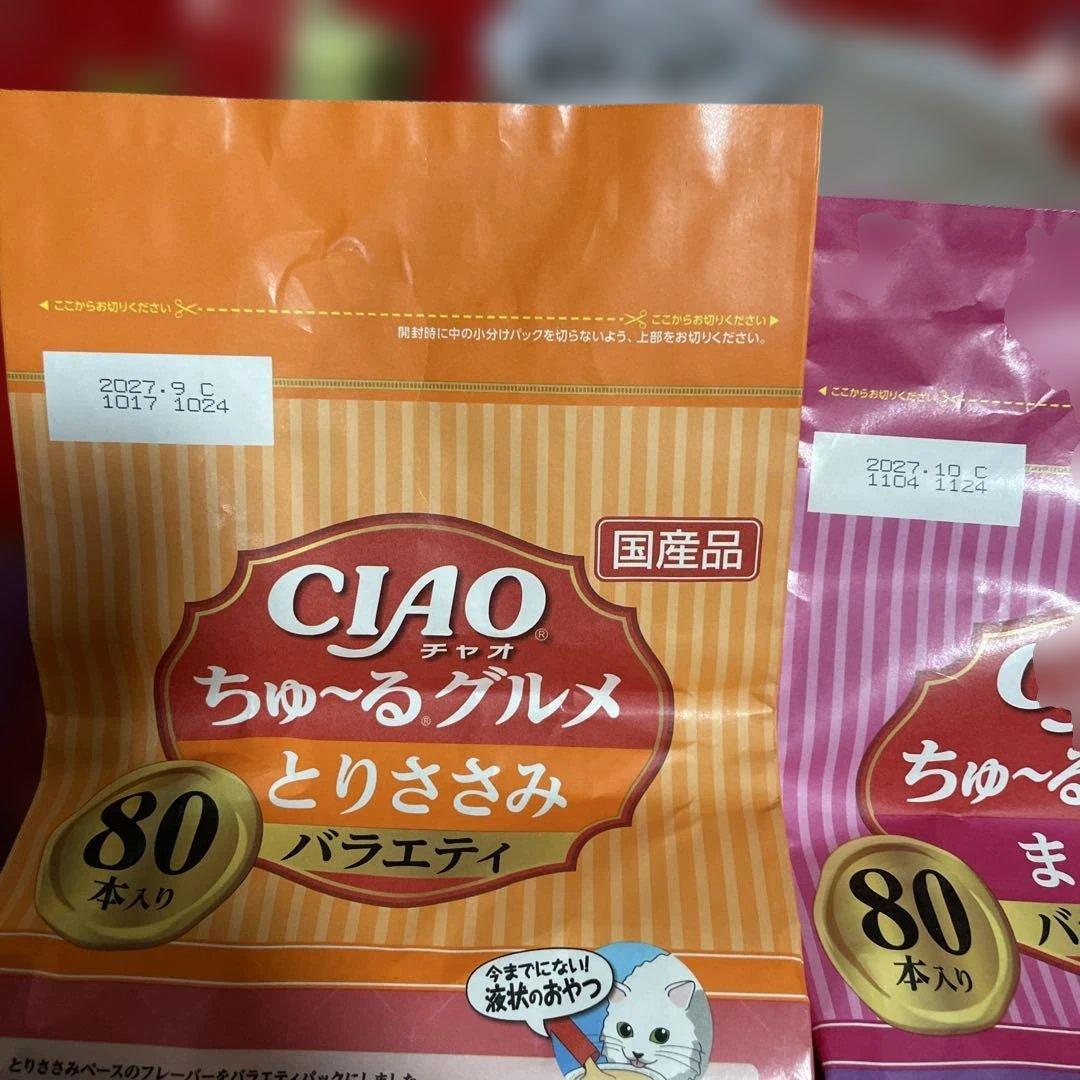 ここからお切りください
ここからお切りください
開封時に中の小分けパックを切らないよう、上部をお切りください。
2027.9 C
1017 1024
国産品
CIAO®
チャオ
ちゅ〜る®グルメ
とりささみ
バラエティ
80
本入り
今までにない!
液状のおやつ
とりささみベースのフレーバーをバラエティパックにしました
ここからお切りください
2027.10 C
1104 1124
C
ちゅ〜る
ま
バ
80
本入り